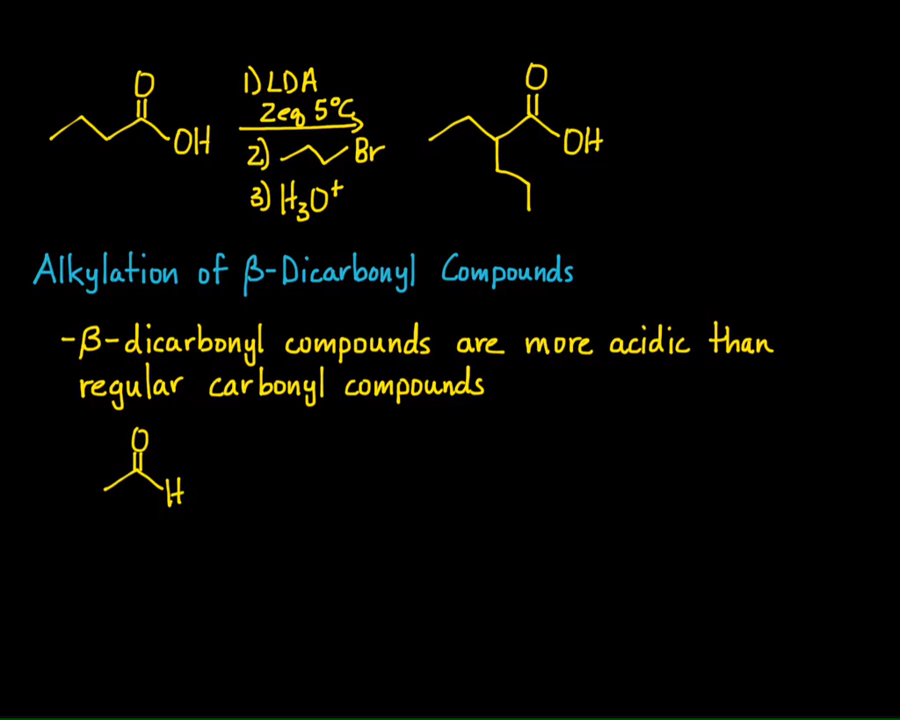 O
OH
1) LDA
2eq 5°C
2) Br
3) H₃O⁺
O
OH
Alkylation of β-Dicarbonyl Compounds
-β-dicarbonyl compounds are more acidic than
regular carbonyl compounds
O
H